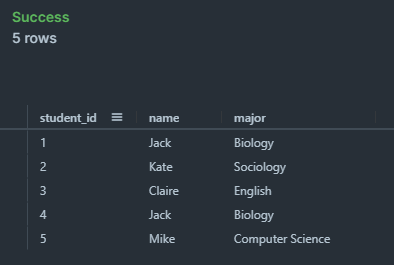 Success
5 rows
student_id name major
1 Jack Biology
2 Kate Sociology
3 Claire English
4 Jack Biology
5 Mike Computer Science